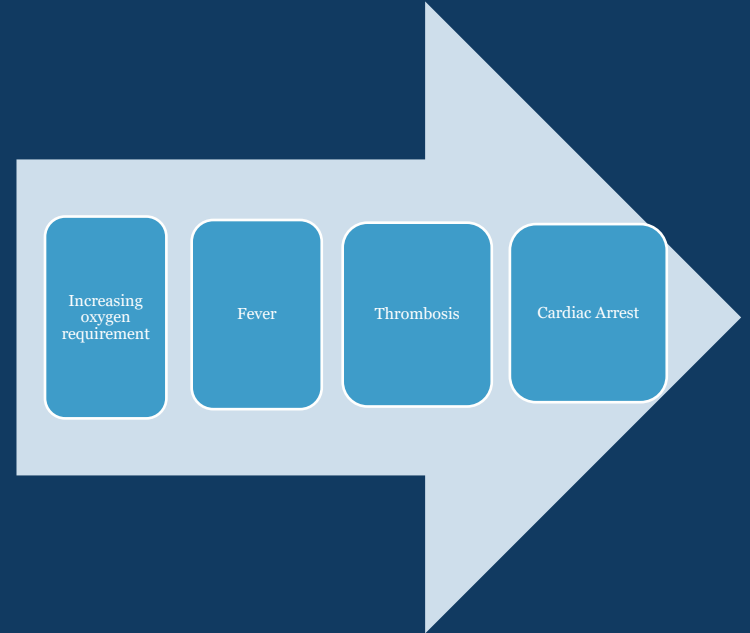 Increasing
oxygen
requirement
Fever
Thrombosis
Cardiac Arrest